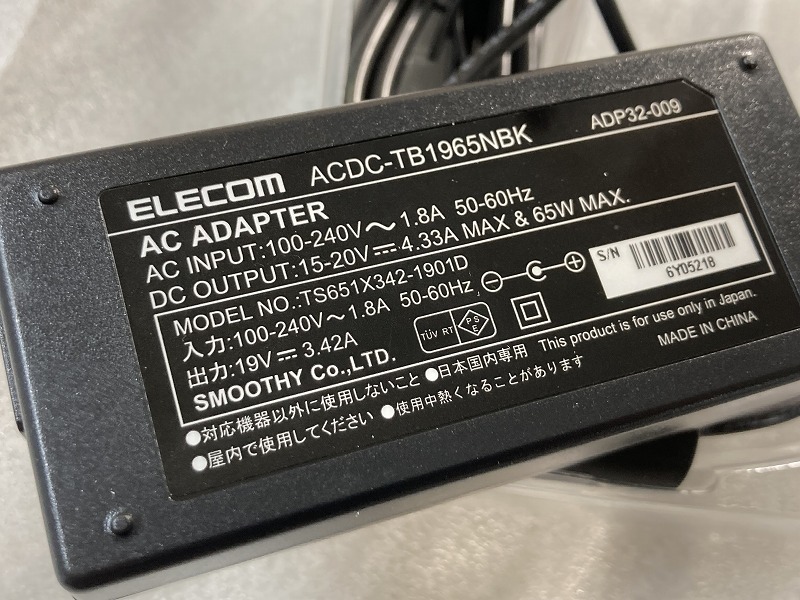 ELECOM ACDC-TB1965NBK ADP32-009
AC ADAPTER
AC INPUT:100-240V～1.8A 50-60Hz
DC OUTPUT:15-20V⎓4.33A MAX & 65W MAX.
MODEL NO.:TS651X342-1901D
入力:100-240V～1.8A 50-60Hz
出力:19V⎓3.42A
SMOOTHY Co.,LTD.
TÜV RT
PSE
S/N
6Y05218
●対応機器以外に使用しないこと ●日本国内専用 This product is for use only in Japan.
●屋内で使用してください ●使用中熱くなることがあります
MADE IN CHINA